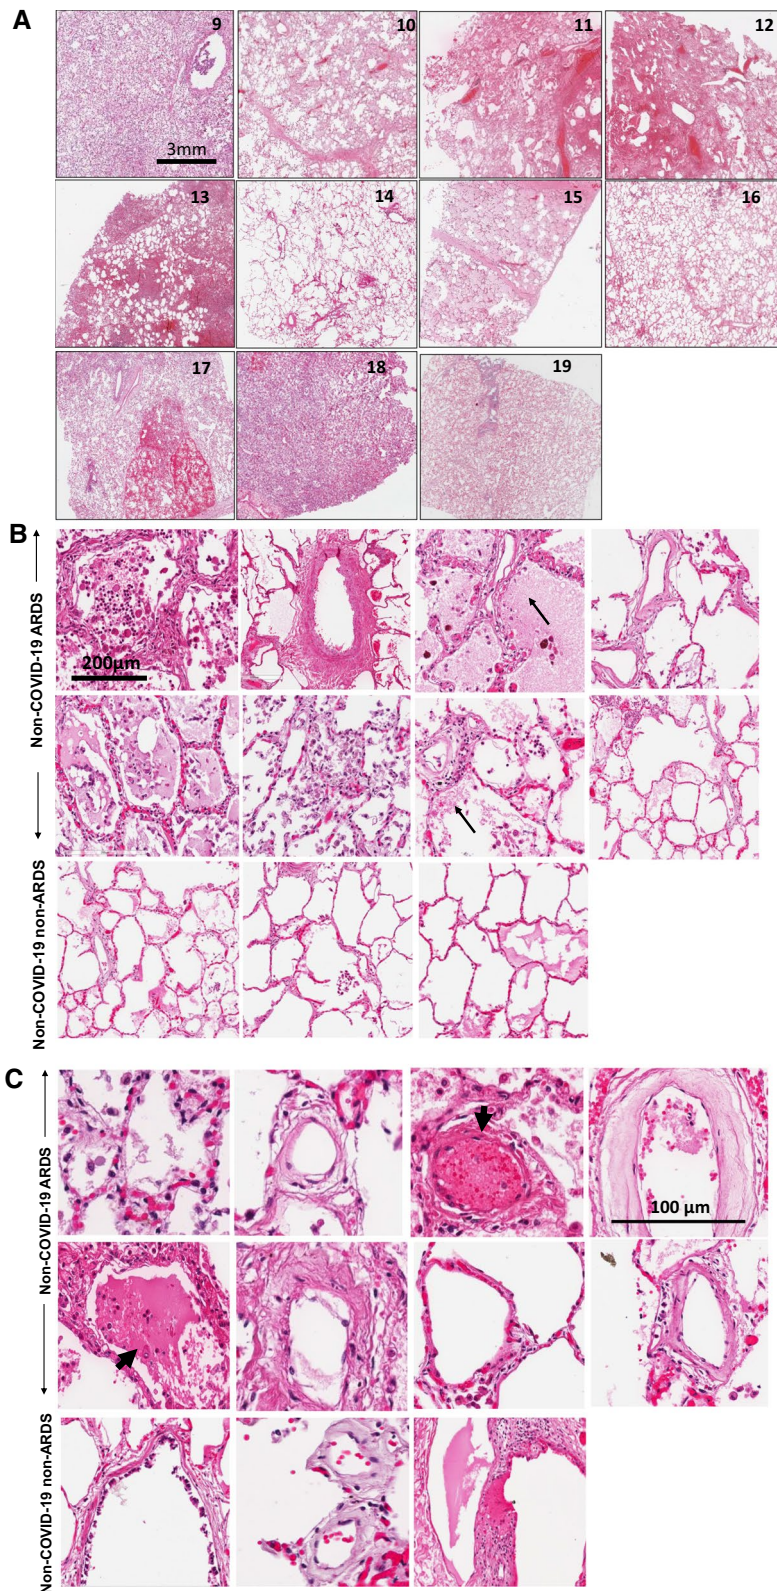 A
9
10
11
12
3mm
13
14
15
16
17
18
19
B
Non-COVID-19 ARDS
200µm
Non-COVID-19 non-ARDS
C
Non-COVID-19 ARDS
100 µm
Non-COVID-19 non-ARDS